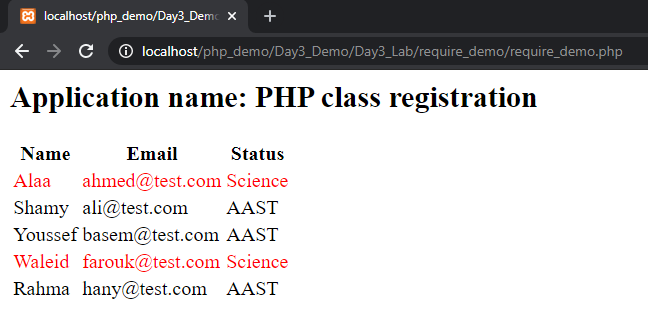 localhost/php_demo/Day3_Demo
localhost/php_demo/Day3_Demo/Day3_Lab/require_demo/require_demo.php
Application name: PHP class registration
Name Email Status
Alaa ahmed@test.com Science
Shamy ali@test.com AAST
Youssef basem@test.com AAST
Waleid farouk@test.com Science
Rahma hany@test.com AAST